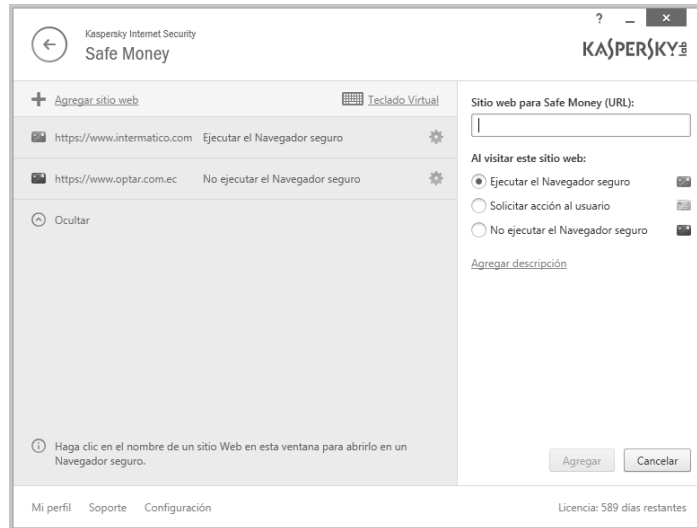 ? _ ×
Kaspersky Internet Security
Safe Money
KASPERSKY lab
Agregar sitio web
Teclado Virtual
https://www.intermatico.com Ejecutar el Navegador seguro
https://www.optar.com.ec No ejecutar el Navegador seguro
Ocultar
Haga clic en el nombre de un sitio Web en esta ventana para abrirlo en un
Navegador seguro.
Sitio web para Safe Money (URL):
Al visitar este sitio web:
Ejecutar el Navegador seguro
Solicitar acción al usuario
No ejecutar el Navegador seguro
Agregar descripción
Agregar Cancelar
Mi perfil Soporte Configuración
Licencia: 589 días restantes